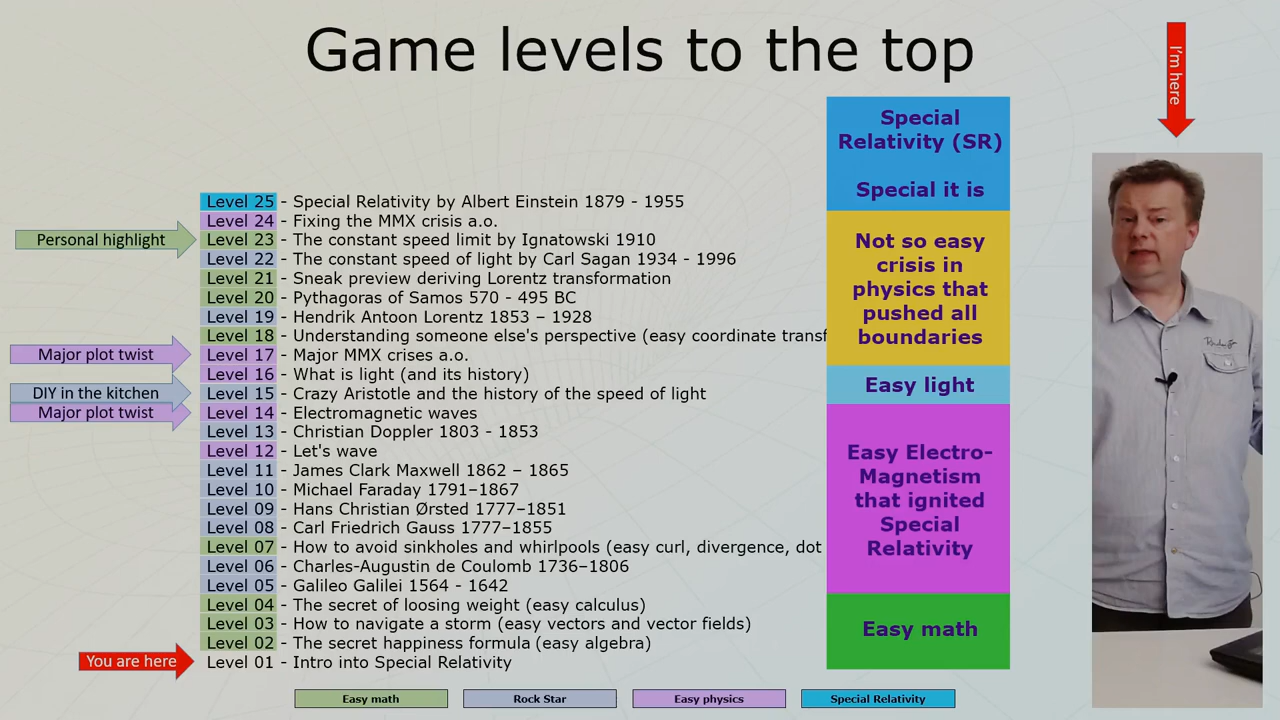 Game levels to the top
I'm here
Special
Relativity (SR)
Special it is
Level 25 - Special Relativity by Albert Einstein 1879 - 1955
Level 24 - Fixing the MMX crisis a.o.
Personal highlight
Level 23 - The constant speed limit by Ignatowski 1910
Level 22 - The constant speed of light by Carl Sagan 1934 - 1996
Level 21 - Sneak preview deriving Lorentz transformation
Level 20 - Pythagoras of Samos 570 - 495 BC
Level 19 - Hendrik Antoon Lorentz 1853 – 1928
Level 18 - Understanding someone else's perspective (easy coordinate transf
Not so easy
crisis in
physics that
pushed all
boundaries
Major plot twist
Level 17 - Major MMX crises a.o.
Level 16 - What is light (and its history)
DIY in the kitchen
Level 15 - Crazy Aristotle and the history of the speed of light
Easy light
Major plot twist
Level 14 - Electromagnetic waves
Level 13 - Christian Doppler 1803 - 1853
Level 12 - Let's wave
Level 11 - James Clark Maxwell 1862 – 1865
Level 10 - Michael Faraday 1791–1867
Level 09 - Hans Christian Ørsted 1777–1851
Level 08 - Carl Friedrich Gauss 1777–1855
Level 07 - How to avoid sinkholes and whirlpools (easy curl, divergence, dot
Level 06 - Charles-Augustin de Coulomb 1736–1806
Level 05 - Galileo Galilei 1564 - 1642
Easy Electro-
Magnetism
that ignited
Special
Relativity
Level 04 - The secret of loosing weight (easy calculus)
Level 03 - How to navigate a storm (easy vectors and vector fields)
Level 02 - The secret happiness formula (easy algebra)
You are here
Level 01 - Intro into Special Relativity
Easy math
Easy math
Rock Star
Easy physics
Special Relativity